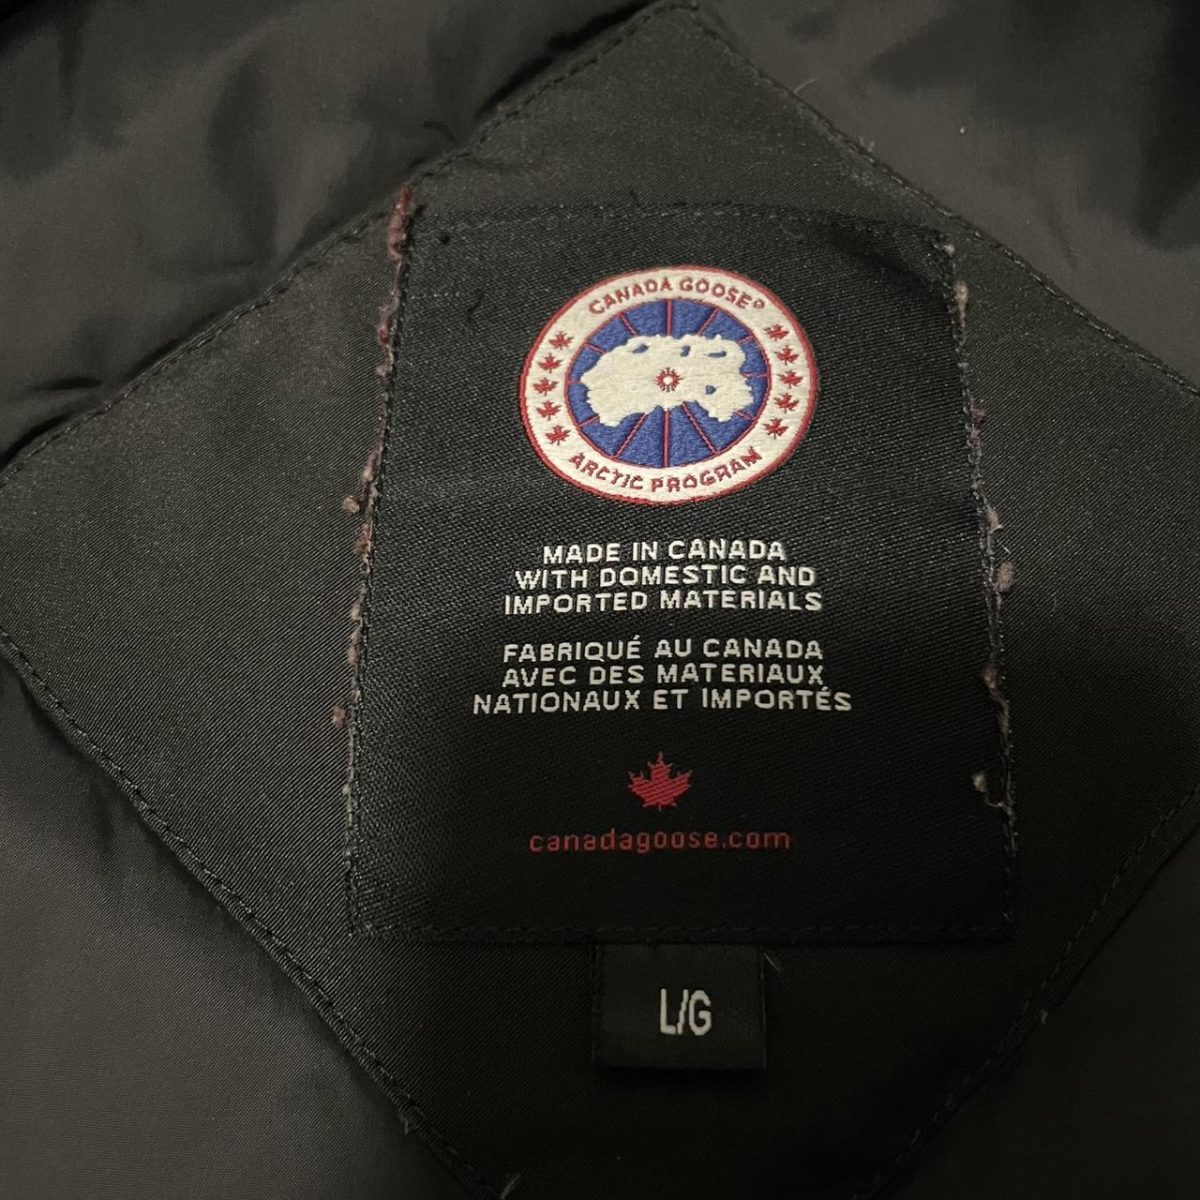 CANADA GOOSE®
ARCTIC PROGRAM
MADE IN CANADA
WITH DOMESTIC AND
IMPORTED MATERIALS
FABRIQUÉ AU CANADA
AVEC DES MATERIAUX
NATIONAUX ET IMPORTÉS
canadagoose.com
L/G